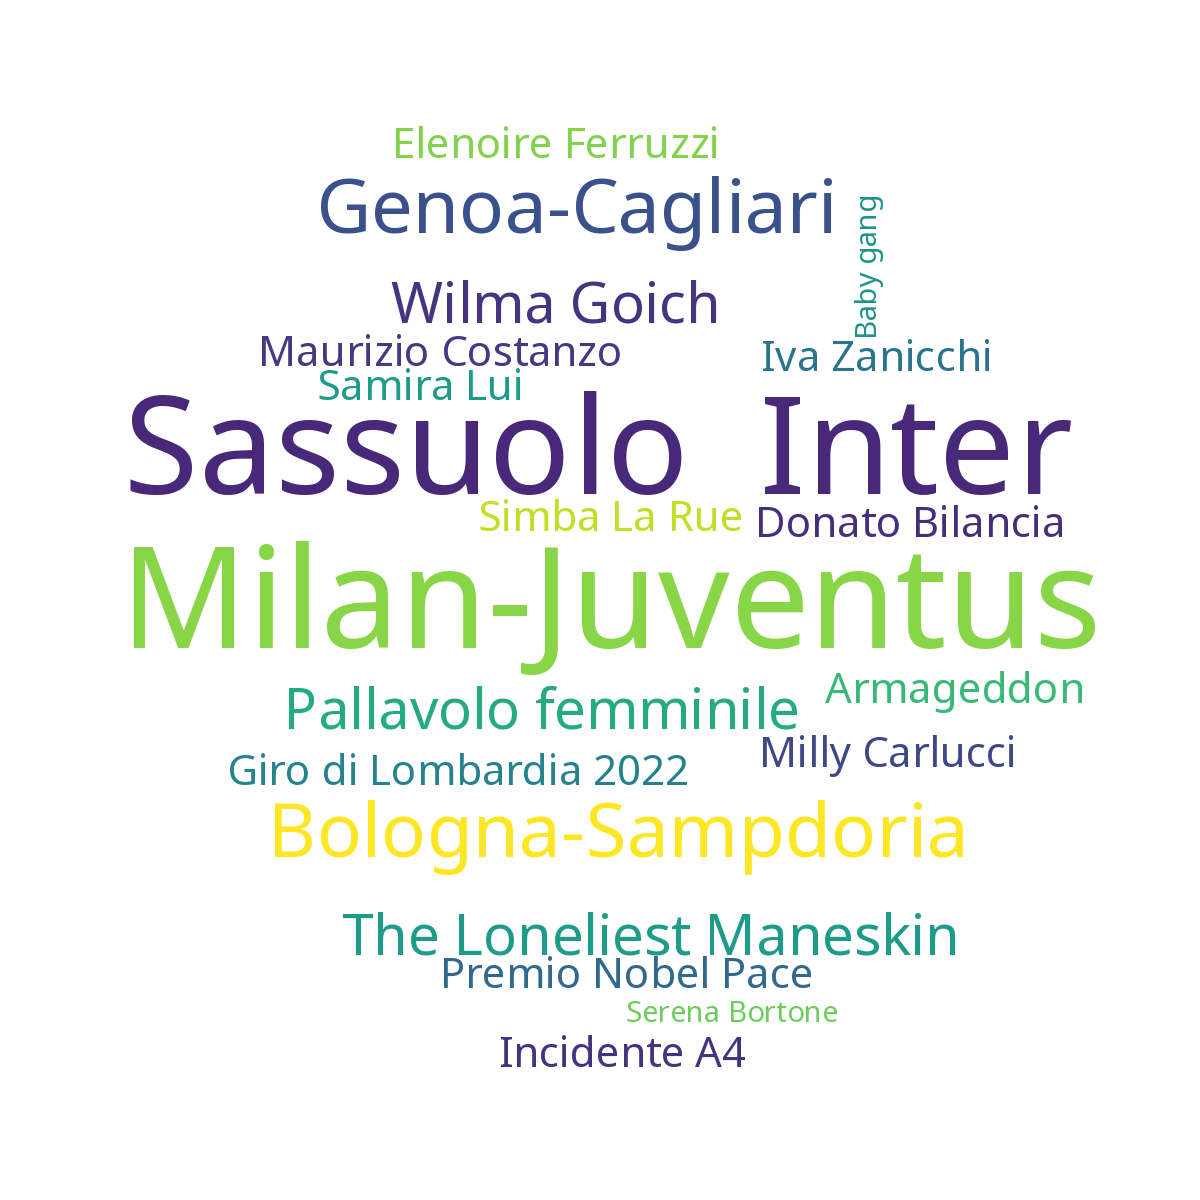 Elenoire Ferruzzi
Genoa-Cagliari
Baby gang
Wilma Goich
Maurizio Costanzo
Iva Zanicchi
Samira Lui
Sassuolo Inter
Simba La Rue
Donato Bilancia
Milan-Juventus
Armageddon
Pallavolo femminile
Milly Carlucci
Giro di Lombardia 2022
Bologna-Sampdoria
The Loneliest Maneskin
Premio Nobel Pace
Serena Bortone
Incidente A4